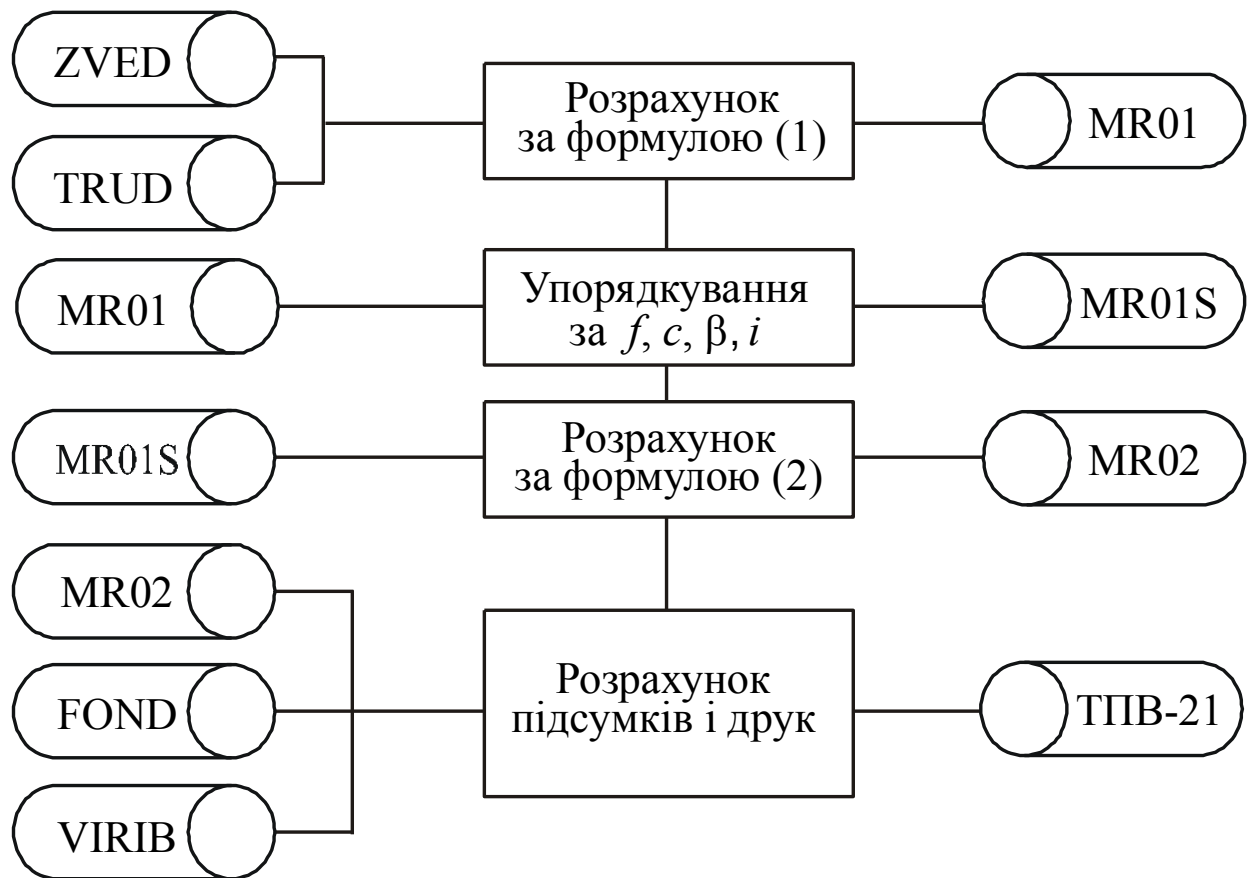 ZVED
TRUD
Розрахунок
за формулою (1)
MR01
MR01
Упорядкування
за f, c, β, i
MR01S
MR01S
Розрахунок
за формулою (2)
MR02
MR02
FOND
VIRIB
Розрахунок
підсумків і друк
ТПВ-21